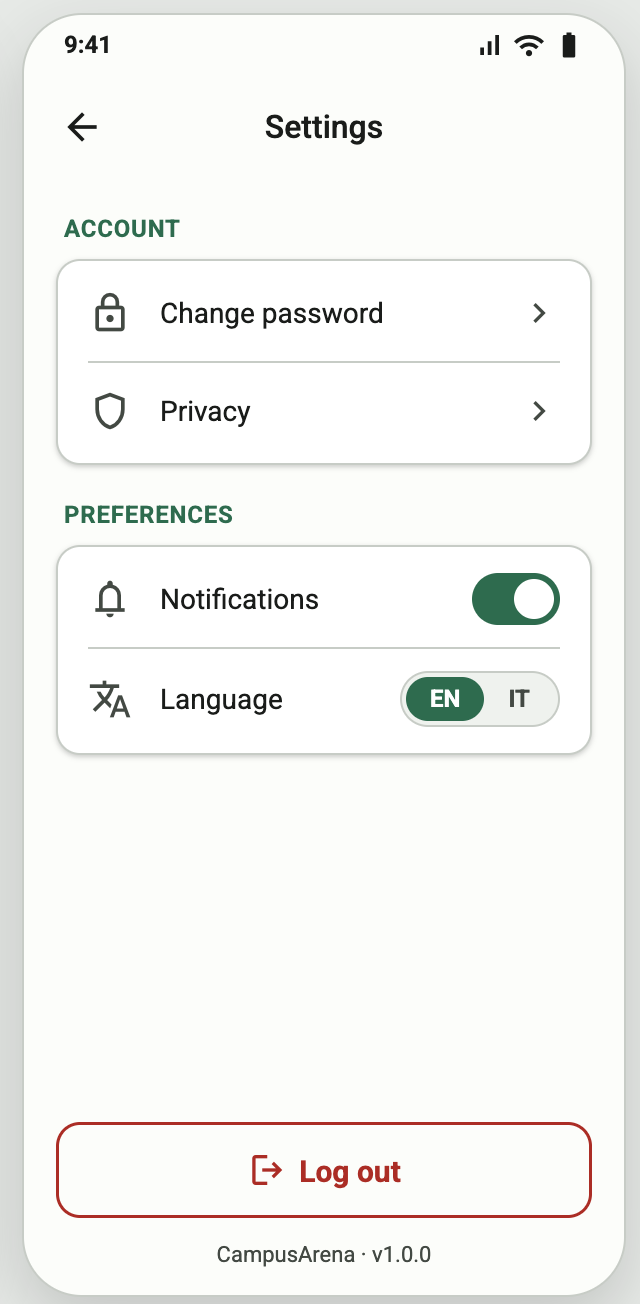 9:41
Settings
ACCOUNT
Change password
Privacy
PREFERENCES
Notifications
Language EN IT
Log out
CampusArena · v1.0.0